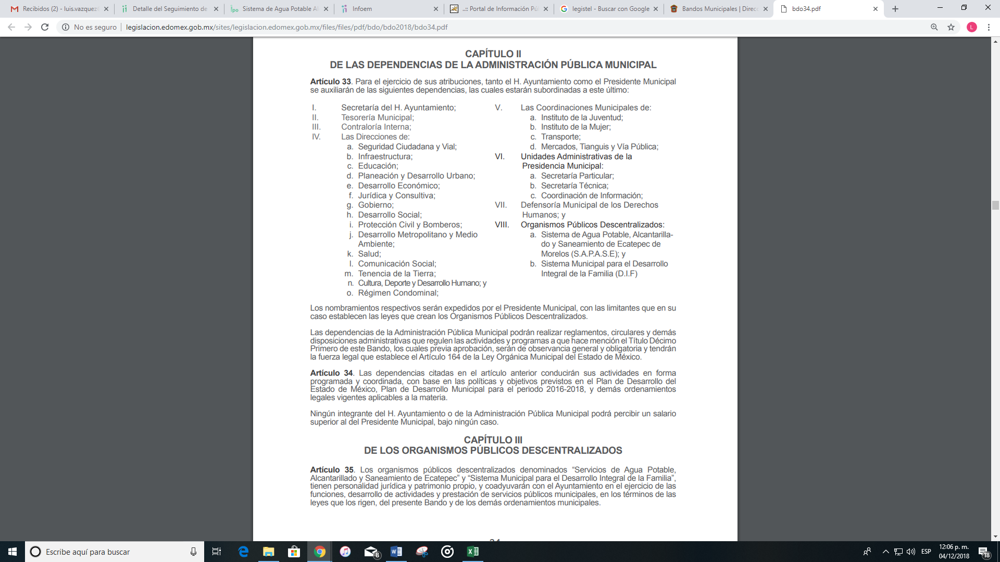 Recibidos (2) - luis.vazquez
Detalle del Seguimiento de
Sistema de Agua Potable Al
Infoem
..:: Portal de Información Pú
legistel - Buscar con Google
Bandos Municipales | Direcc
bdo34.pdf
No es seguro | legislacion.edomex.gob.mx/sites/legislacion.edomex.gob.mx/files/files/pdf/bdo/bdo2018/bdo34.pdf
L
CAPÍTULO II
DE LAS DEPENDENCIAS DE LA ADMINISTRACIÓN PÚBLICA MUNICIPAL
Artículo 33. Para el ejercicio de sus atribuciones, tanto el H. Ayuntamiento como el Presidente Municipal
se auxiliarán de las siguientes dependencias, las cuales estarán subordinadas a este último:
I. Secretaría del H. Ayuntamiento;
II. Tesorería Municipal;
III. Contraloría Interna;
IV. Las Direcciones de:
a. Seguridad Ciudadana y Vial;
b. Infraestructura;
c. Educación;
d. Planeación y Desarrollo Urbano;
e. Desarrollo Económico;
f. Jurídica y Consultiva;
g. Gobierno;
h. Desarrollo Social;
i. Protección Civil y Bomberos;
j. Desarrollo Metropolitano y Medio
Ambiente;
k. Salud;
l. Comunicación Social;
m. Tenencia de la Tierra;
n. Cultura, Deporte y Desarrollo Humano; y
o. Régimen Condominal;
V. Las Coordinaciones Municipales de:
a. Instituto de la Juventud;
b. Instituto de la Mujer;
c. Transporte;
d. Mercados, Tianguis y Vía Pública;
VI. Unidades Administrativas de la
Presidencia Municipal:
a. Secretaría Particular;
b. Secretaría Técnica;
c. Coordinación de Información;
VII. Defensoría Municipal de los Derechos
Humanos; y
VIII. Organismos Públicos Descentralizados:
a. Sistema de Agua Potable, Alcantarilla-
do y Saneamiento de Ecatepec de
Morelos (S.A.P.A.S.E); y
b. Sistema Municipal para el Desarrollo
Integral de la Familia (D.I.F)
Los nombramientos respectivos serán expedidos por el Presidente Municipal, con las limitantes que en su
caso establecen las leyes que crean los Organismos Públicos Descentralizados.
Las dependencias de la Administración Pública Municipal podrán realizar reglamentos, circulares y demás
disposiciones administrativas que regulen las actividades y programas a que hace mención el Título Décimo
Primero de este Bando, los cuales previa aprobación, serán de observancia general y obligatoria y tendrán
la fuerza legal que establece el Artículo 164 de la Ley Orgánica Municipal del Estado de México.
Artículo 34. Las dependencias citadas en el artículo anterior conducirán sus actividades en forma
programada y coordinada, con base en las políticas y objetivos previstos en el Plan de Desarrollo del
Estado de México, Plan de Desarrollo Municipal para el periodo 2016-2018, y demás ordenamientos
legales vigentes aplicables a la materia.
Ningún integrante del H. Ayuntamiento o de la Administración Pública Municipal podrá percibir un salario
superior al del Presidente Municipal, bajo ningún caso.
CAPÍTULO III
DE LOS ORGANISMOS PÚBLICOS DESCENTRALIZADOS
Artículo 35. Los organismos públicos descentralizados denominados “Servicios de Agua Potable,
Alcantarillado y Saneamiento de Ecatepec” y “Sistema Municipal para el Desarrollo Integral de la Familia”,
tienen personalidad jurídica y patrimonio propio, y coadyuvarán con el Ayuntamiento en el ejercicio de las
funciones, desarrollo de actividades y prestación de servicios públicos municipales, en los términos de las
leyes que los rigen, del presente Bando y de los demás ordenamientos municipales.
Escribe aquí para buscar
8
ESP
12:06 p. m.
04/12/2018
18